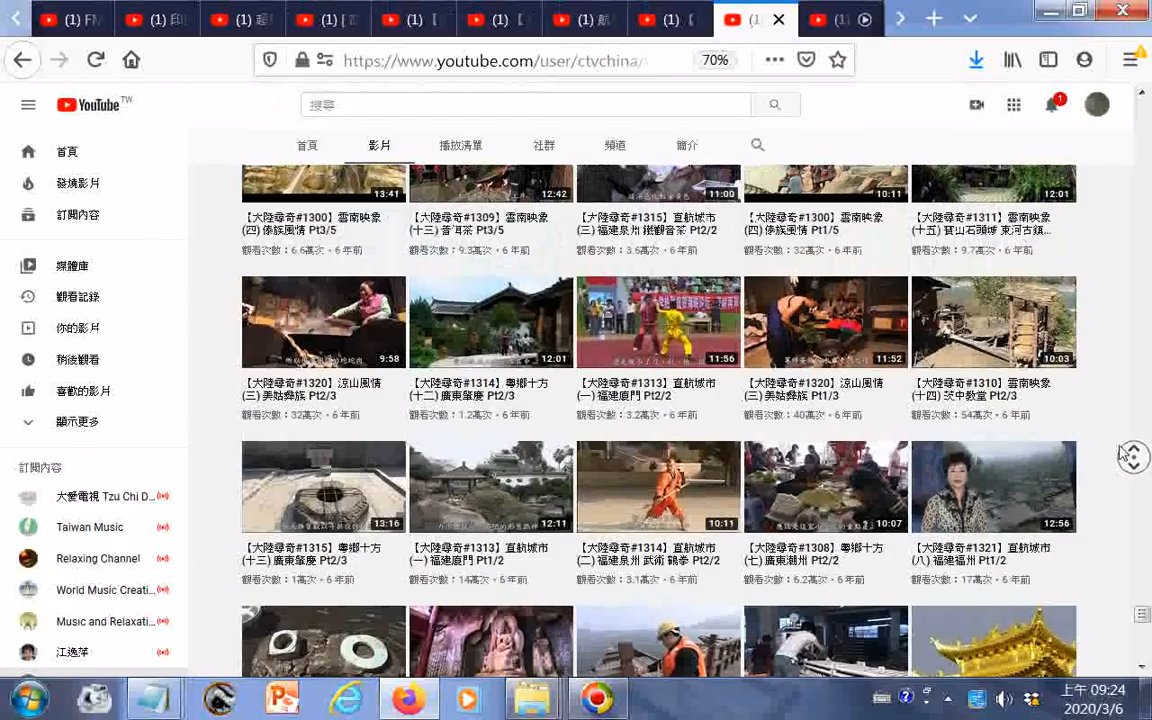 (1) FM
(1) 印
(1) 超
(1) [
(1) 【
(1) 【
(1) 航
(1) 【
(1)
(1)
https://www.youtube.com/user/ctvchina/
70%
YouTube TW
搜尋
1
首頁
影片
播放清單
社群
頻道
簡介
首頁
發燒影片
訂閱內容
媒體庫
觀看記錄
你的影片
稍後觀看
喜歡的影片
顯示更多
訂閱內容
大愛電視 Tzu Chi D...
Taiwan Music
Relaxing Channel
World Music Creati...
Music and Relaxati...
江逸萍
13:41
12:42
11:00
10:11
12:01
【大陸尋奇#1300】雲南映象
(四) 傣族風情 Pt3/5
觀看次數：6.6萬次・6 年前
【大陸尋奇#1309】雲南映象
(十三) 普洱茶 Pt3/5
觀看次數：9.3萬次・6 年前
【大陸尋奇#1315】直航城市
(三) 福建泉州 鐵觀音茶 Pt2/2
觀看次數：3.6萬次・6 年前
【大陸尋奇#1300】雲南映象
(四) 傣族風情 Pt1/5
觀看次數：32萬次・6 年前
【大陸尋奇#1311】雲南映象
(十五) 寶山石頭城 束河古鎮...
觀看次數：9.7萬次・6 年前
9:58
12:01
11:56
11:52
10:03
【大陸尋奇#1320】涼山風情
(三) 美姑彝族 Pt2/3
觀看次數：32萬次・6 年前
【大陸尋奇#1314】粵鄉十方
(十二) 廣東肇慶 Pt2/3
觀看次數：1.2萬次・6 年前
【大陸尋奇#1313】直航城市
(一) 福建廈門 Pt2/2
觀看次數：3.2萬次・6 年前
【大陸尋奇#1320】涼山風情
(三) 美姑彝族 Pt1/3
觀看次數：40萬次・6 年前
【大陸尋奇#1310】雲南映象
(十四) 茨中教堂 Pt2/3
觀看次數：54萬次・6 年前
13:16
12:11
10:11
10:07
12:56
【大陸尋奇#1315】粵鄉十方
(十三) 廣東肇慶 Pt2/3
觀看次數：11萬次・6 年前
【大陸尋奇#1313】直航城市
(一) 福建廈門 Pt1/2
觀看次數：14萬次・6 年前
【大陸尋奇#1314】直航城市
(二) 福建泉州 武術 鶴拳 Pt2/2
觀看次數：3.1萬次・6 年前
【大陸尋奇#1308】粵鄉十方
(七) 廣東潮州 Pt2/2
觀看次數：6.2萬次・6 年前
【大陸尋奇#1321】直航城市
(八) 福建福州 Pt1/2
觀看次數：17萬次・6 年前
上午 09:24
2020/3/6